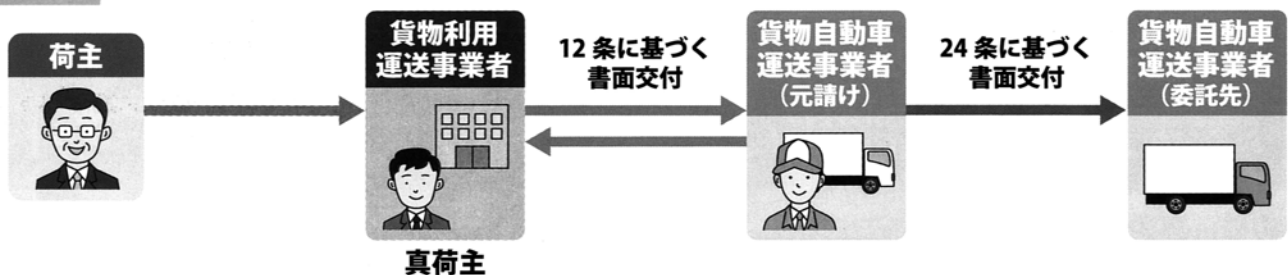 荷主
貨物利用
運送事業者
12 条に基づく
書面交付
貨物自動車
運送事業者
（元請け）
24 条に基づく
書面交付
貨物自動車
運送事業者
（委託先）
真荷主